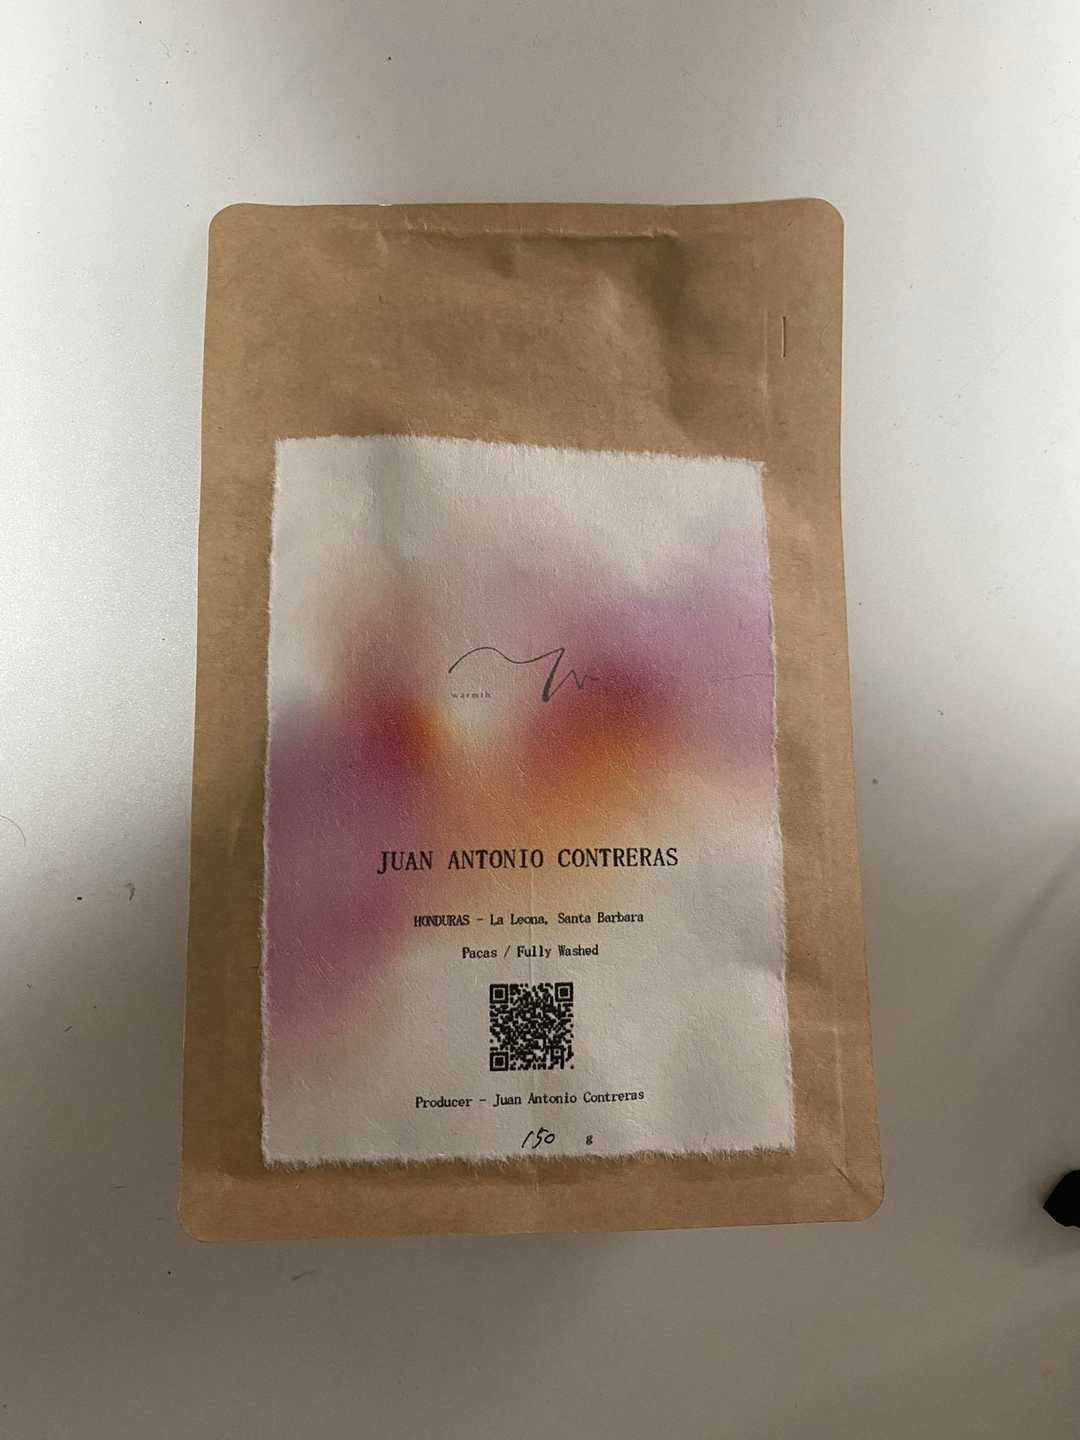 warmth
JUAN ANTONIO CONTRERAS
HONDURAS - La Leona, Santa Barbara
Pacas / Fully Washed
Producer - Juan Antonio Contreras
150 g